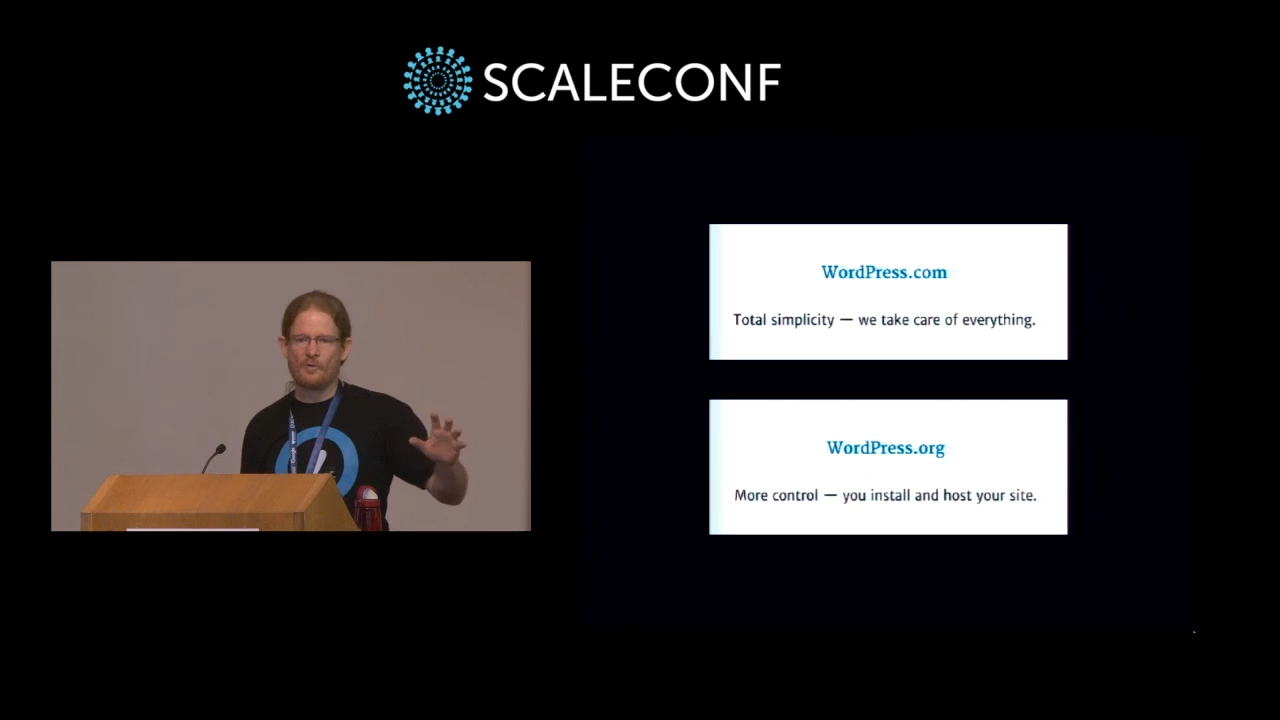 SCALECONF
WordPress.com
Total simplicity — we take care of everything.
WordPress.org
More control — you install and host your site.